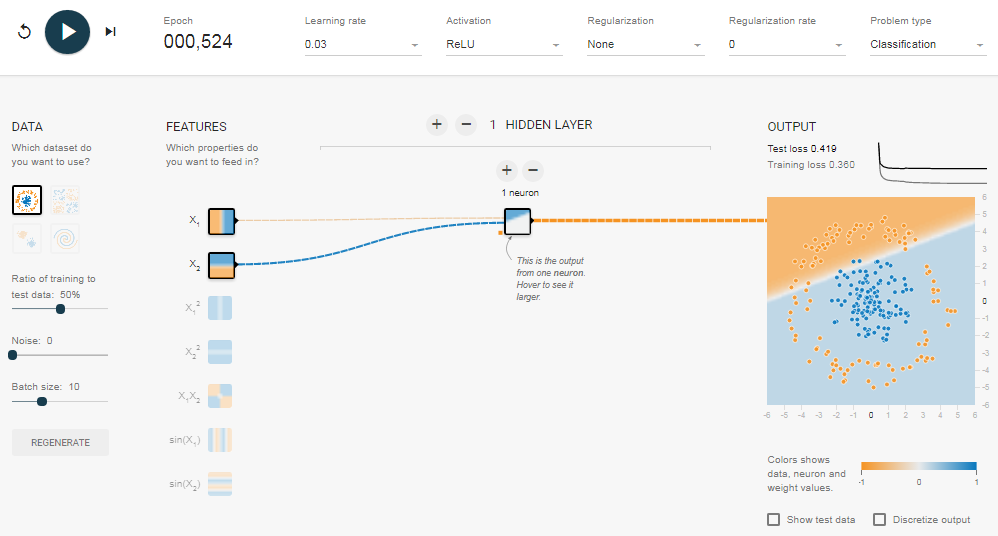 Epoch
000,524
Learning rate
0.03
Activation
ReLU
Regularization
None
Regularization rate
0
Problem type
Classification
DATA
Which dataset do
you want to use?
Ratio of training to
test data: 50%
Noise: 0
Batch size: 10
REGENERATE
FEATURES
Which properties do
you want to feed in?
X1
X2
X1²
X2²
X1X2
sin(X1)
sin(X2)
+ − 1 HIDDEN LAYER
+ −
1 neuron
This is the output
from one neuron.
Hover to see it
larger.
OUTPUT
Test loss 0.419
Training loss 0.360
6
5
4
3
2
1
0
-1
-2
-3
-4
-5
-6
-6 -5 -4 -3 -2 -1 0 1 2 3 4 5 6
Colors shows
data, neuron and
weight values.
-1 0 1
Show test data
Discretize output